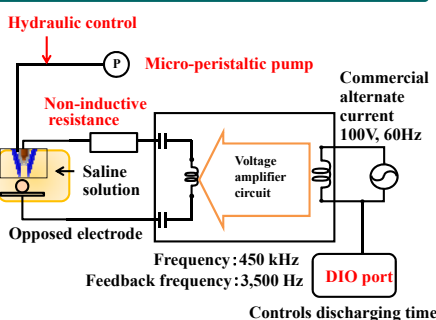 Hydraulic control
P
Micro-peristaltic pump
Commercial
alternate
current
100V, 60Hz
Non-inductive
resistance
Voltage
amplifier
circuit
Saline
solution
Opposed electrode
Frequency:450 kHz
Feedback frequency:3,500 Hz
DIO port
Controls discharging time